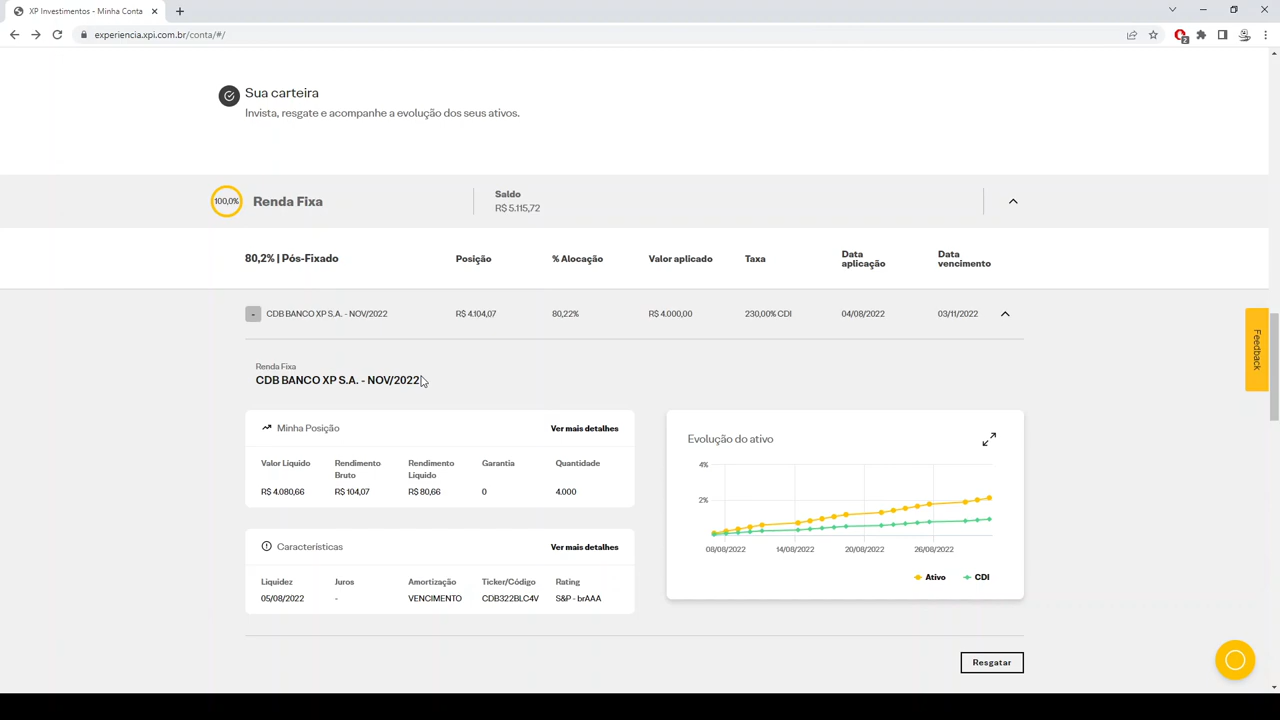 XP Investimentos - Minha Conta
experiencia.xpi.com.br/conta/#/
2
Sua carteira
Invista, resgate e acompanhe a evolução dos seus ativos.
100,0%
Renda Fixa
Saldo
R$ 5.115,72
80,2% | Pós-Fixado
Posição
% Alocação
Valor aplicado
Taxa
Data
aplicação
Data
vencimento
- CDB BANCO XP S.A. - NOV/2022
R$ 4.104,07
80,22%
R$ 4.000,00
230,00% CDI
04/08/2022
03/11/2022
Feedback
Renda Fixa
CDB BANCO XP S.A. - NOV/2022
Minha Posição
Ver mais detalhes
Valor Líquido
Rendimento
Bruto
Rendimento
Líquido
Garantia
Quantidade
R$ 4.080,66
R$ 104,07
R$ 80,66
0
4.000
Características
Ver mais detalhes
Liquidez
Juros
Amortização
Ticker/Código
Rating
05/08/2022
-
VENCIMENTO
CDB322BLC4V
S&P - brAAA
Evolução do ativo
4%
2%
08/08/2022
14/08/2022
20/08/2022
26/08/2022
Ativo
CDI
Resgatar